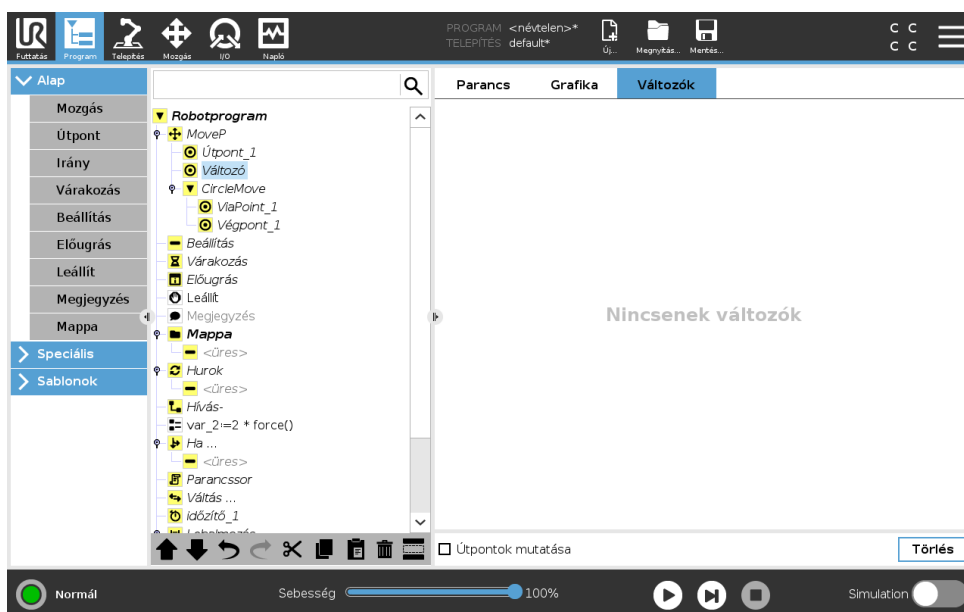 UR
PROGRAM <névtelen>*
TELEPÍTÉS default*
Futtatás Program Telepítés Mozgás I/O Napló
Új... Megnyitás... Mentés...
C C
C C
Alap
Mozgás
Útpont
Irány
Várakozás
Beállítás
Előugrás
Leállít
Megjegyzés
Mappa
Speciális
Sablonok
Robotprogram
MoveP
Útpont_1
Változó
CircleMove
ViaPoint_1
Végpont_1
Beállítás
Várakozás
Előugrás
Leállít
Megjegyzés
Mappa
<üres>
Hurok
<üres>
Hívás-
var_2≔2 * force()
Ha ...
<üres>
Parancssor
Váltás ...
időzítő_1
Parancs Grafika Változók
Nincsenek változók
Útpontok mutatása
Törlés
Normál
Sebesség 100%
Simulation